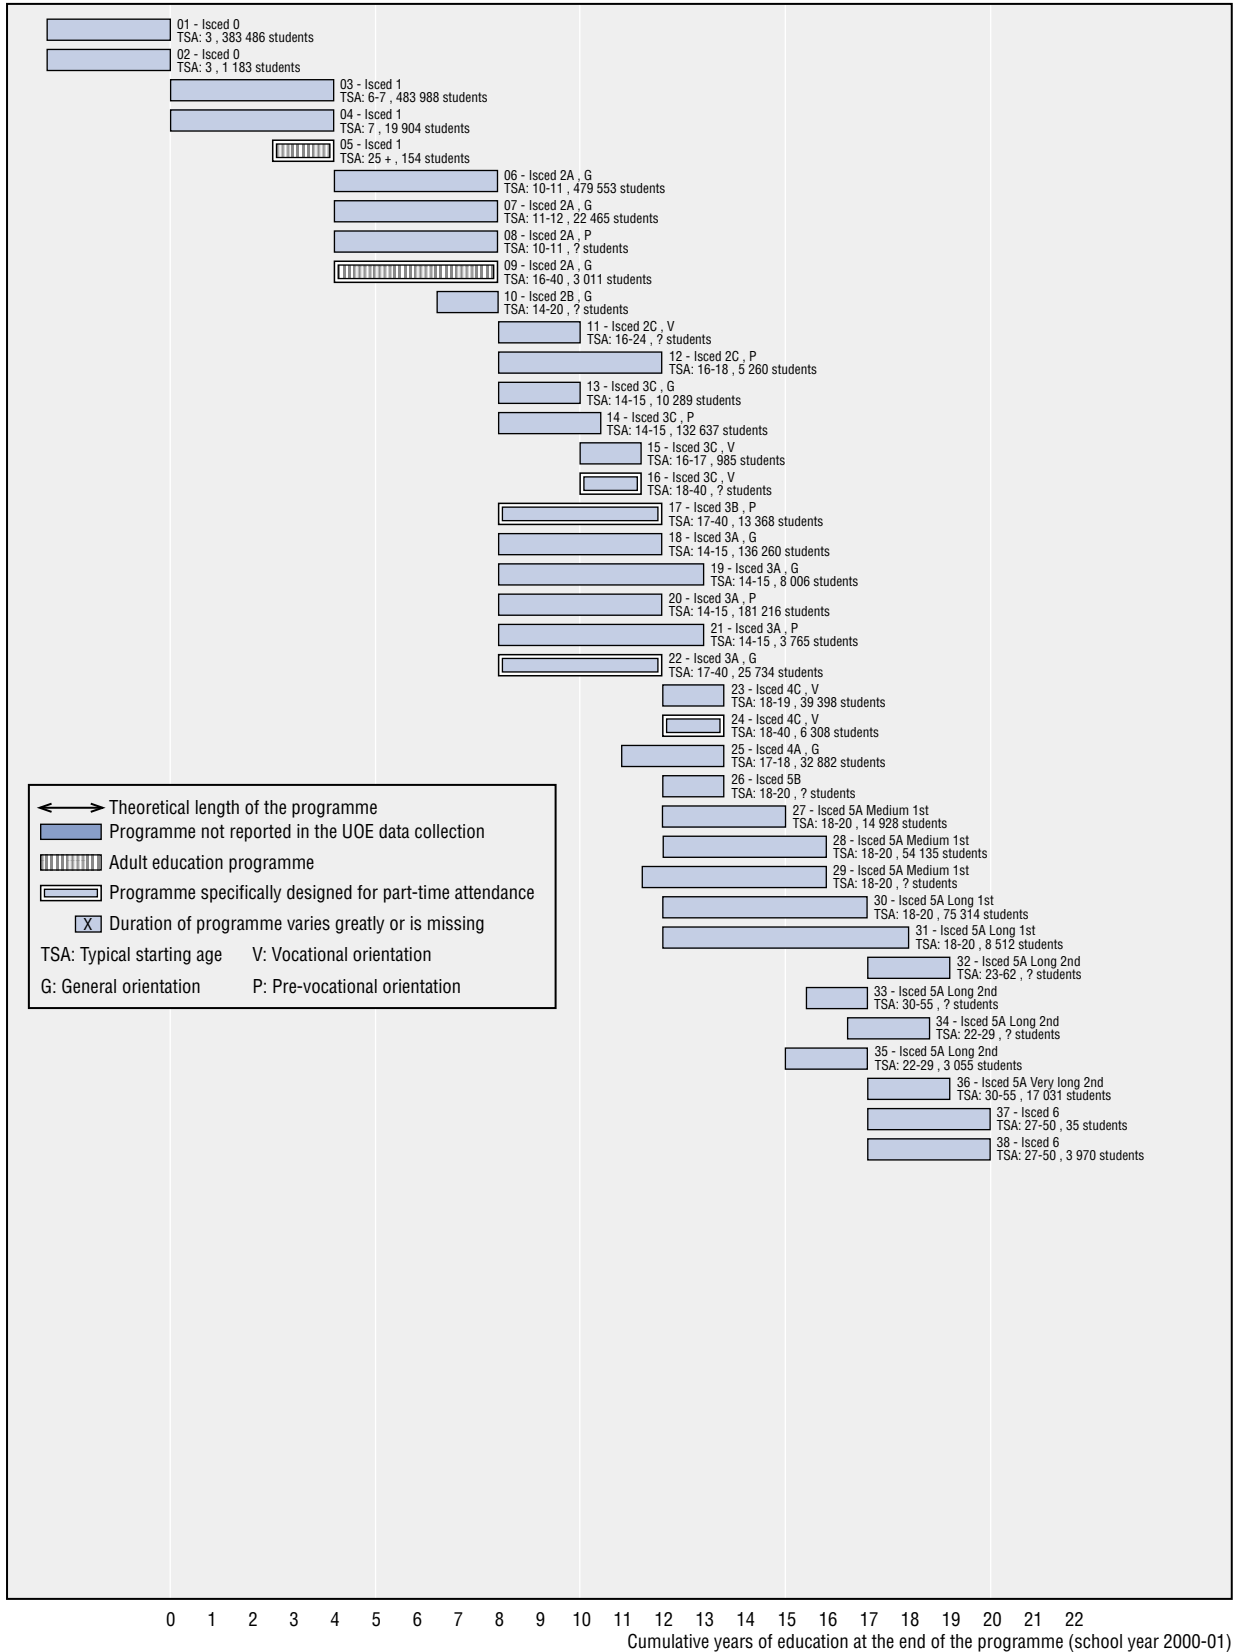 01 - Isced 0
TSA: 3 , 383 486 students
02 - Isced 0
TSA: 3 , 1 183 students
03 - Isced 1
TSA: 6-7 , 483 988 students
04 - Isced 1
TSA: 7 , 19 904 students
05 - Isced 1
TSA: 25 + , 154 students
06 - Isced 2A , G
TSA: 10-11 , 479 553 students
07 - Isced 2A , G
TSA: 11-12 , 22 465 students
08 - Isced 2A , P
TSA: 10-11 , ? students
09 - Isced 2A , G
TSA: 16-40 , 3 011 students
10 - Isced 2B , G
TSA: 14-20 , ? students
11 - Isced 2C , V
TSA: 16-24 , ? students
12 - Isced 2C , P
TSA: 16-18 , 5 260 students
13 - Isced 3C , G
TSA: 14-15 , 10 289 students
14 - Isced 3C , P
TSA: 14-15 , 132 637 students
15 - Isced 3C , V
TSA: 16-17 , 985 students
16 - Isced 3C , V
TSA: 18-40 , ? students
17 - Isced 3B , P
TSA: 17-40 , 13 368 students
18 - Isced 3A , G
TSA: 14-15 , 136 260 students
19 - Isced 3A , G
TSA: 14-15 , 8 006 students
20 - Isced 3A , P
TSA: 14-15 , 181 216 students
21 - Isced 3A , P
TSA: 14-15 , 3 765 students
22 - Isced 3A , G
TSA: 17-40 , 25 734 students
23 - Isced 4C , V
TSA: 18-19 , 39 398 students
24 - Isced 4C , V
TSA: 18-40 , 6 308 students
25 - Isced 4A , G
TSA: 17-18 , 32 882 students
26 - Isced 5B
TSA: 18-20 , ? students
27 - Isced 5A Medium 1st
TSA: 18-20 , 14 928 students
28 - Isced 5A Medium 1st
TSA: 18-20 , 54 135 students
29 - Isced 5A Medium 1st
TSA: 18-20 , ? students
30 - Isced 5A Long 1st
TSA: 18-20 , 75 314 students
31 - Isced 5A Long 1st
TSA: 18-20 , 8 512 students
32 - Isced 5A Long 2nd
TSA: 23-62 , ? students
33 - Isced 5A Long 2nd
TSA: 30-55 , ? students
34 - Isced 5A Long 2nd
TSA: 22-29 , ? students
35 - Isced 5A Long 2nd
TSA: 22-29 , 3 055 students
36 - Isced 5A Very long 2nd
TSA: 30-55 , 17 031 students
37 - Isced 6
TSA: 27-50 , 35 students
38 - Isced 6
TSA: 27-50 , 3 970 students
Theoretical length of the programme
Programme not reported in the UOE data collection
Adult education programme
Programme specifically designed for part-time attendance
X Duration of programme varies greatly or is missing
TSA: Typical starting age V: Vocational orientation
G: General orientation P: Pre-vocational orientation
0 1 2 3 4 5 6 7 8 9 10 11 12 13 14 15 16 17 18 19 20 21 22
Cumulative years of education at the end of the programme (school year 2000-01)